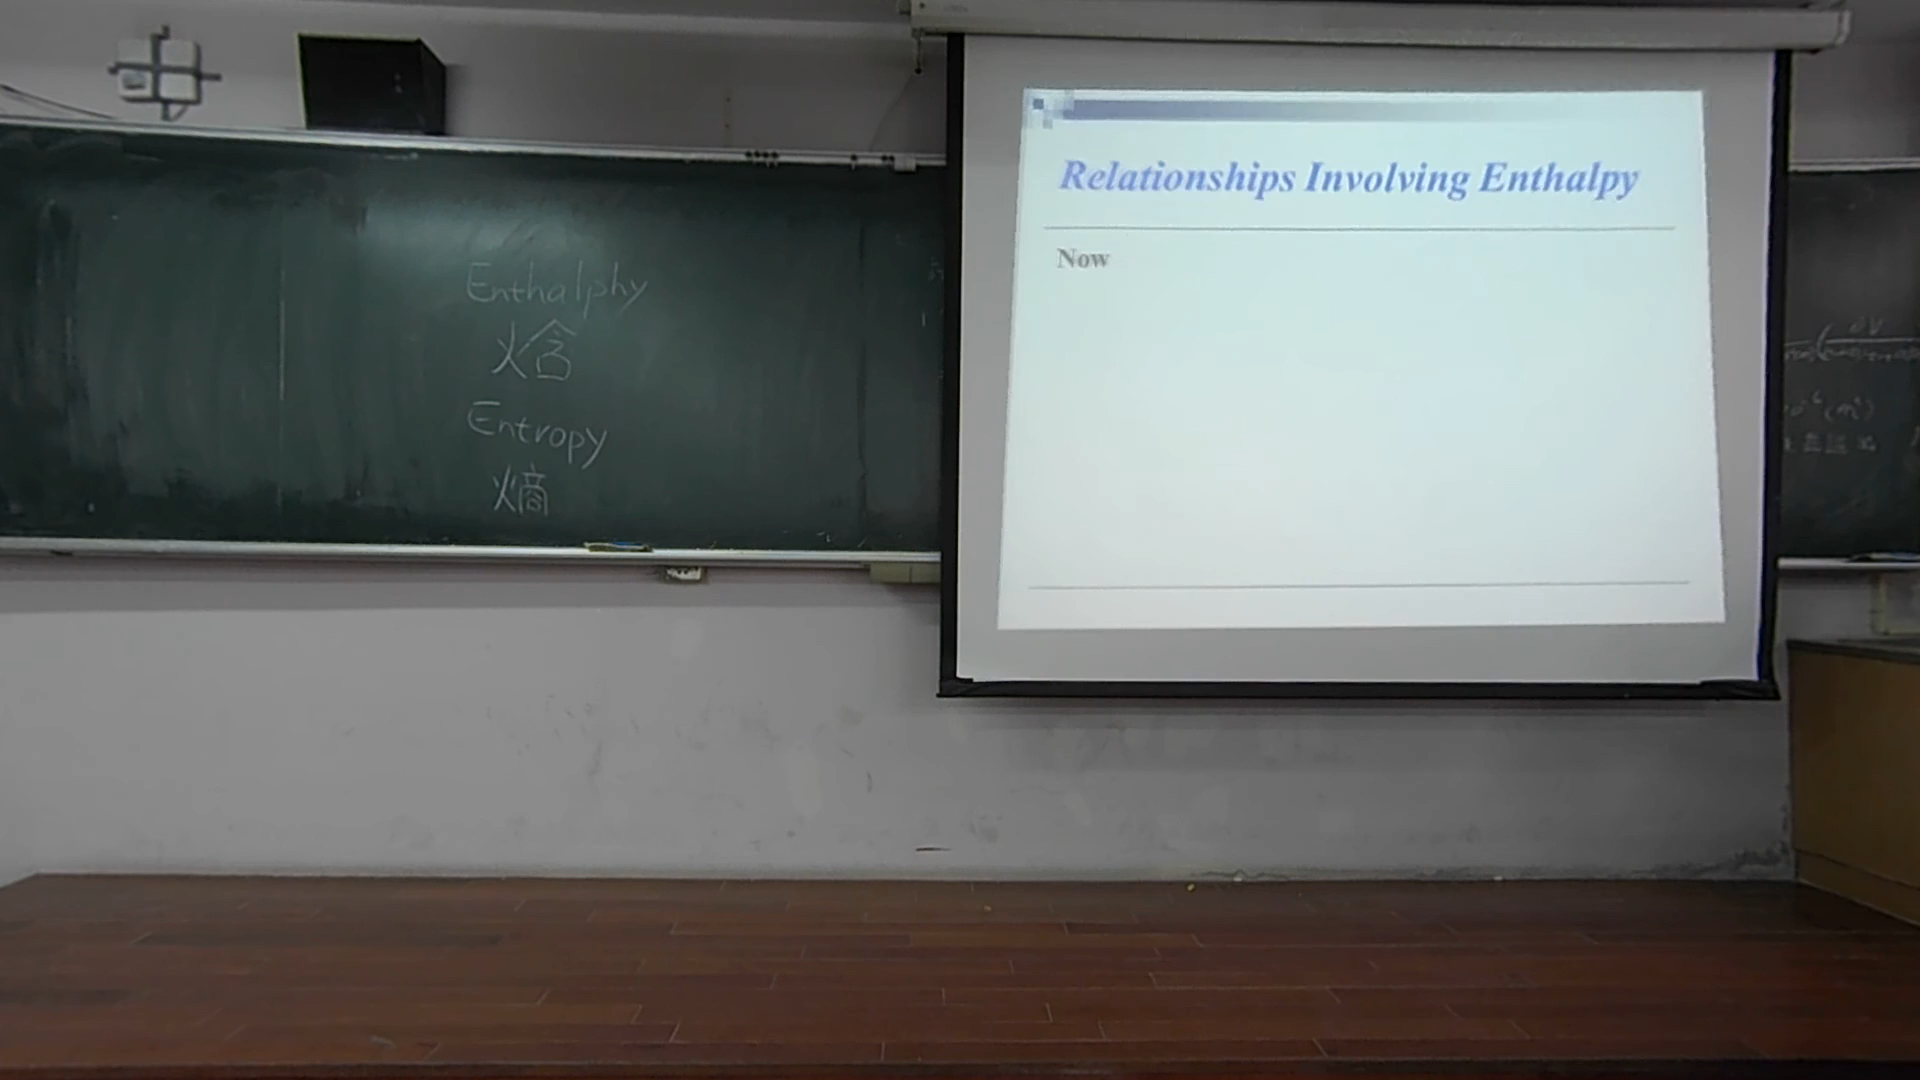 Enthalphy
焓
Entropy
熵
Relationships Involving Enthalpy
Now